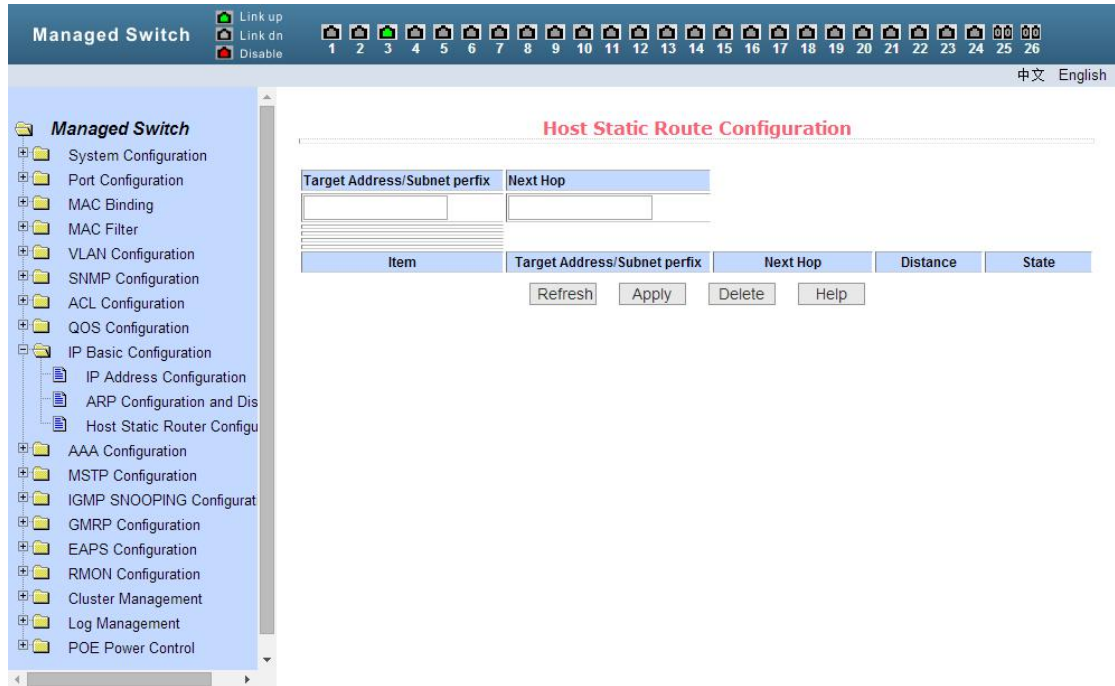 Managed Switch
Link up
Link dn
Disable
1 2 3 4 5 6 7 8 9 10 11 12 13 14 15 16 17 18 19 20 21 22 23 24 25 26
中文 English
Managed Switch
System Configuration
Port Configuration
MAC Binding
MAC Filter
VLAN Configuration
SNMP Configuration
ACL Configuration
QOS Configuration
IP Basic Configuration
IP Address Configuration
ARP Configuration and Dis
Host Static Router Configu
AAA Configuration
MSTP Configuration
IGMP SNOOPING Configurat
GMRP Configuration
EAPS Configuration
RMON Configuration
Cluster Management
Log Management
POE Power Control
Host Static Route Configuration
Target Address/Subnet perfix Next Hop
Item Target Address/Subnet perfix Next Hop Distance State
Refresh Apply Delete Help